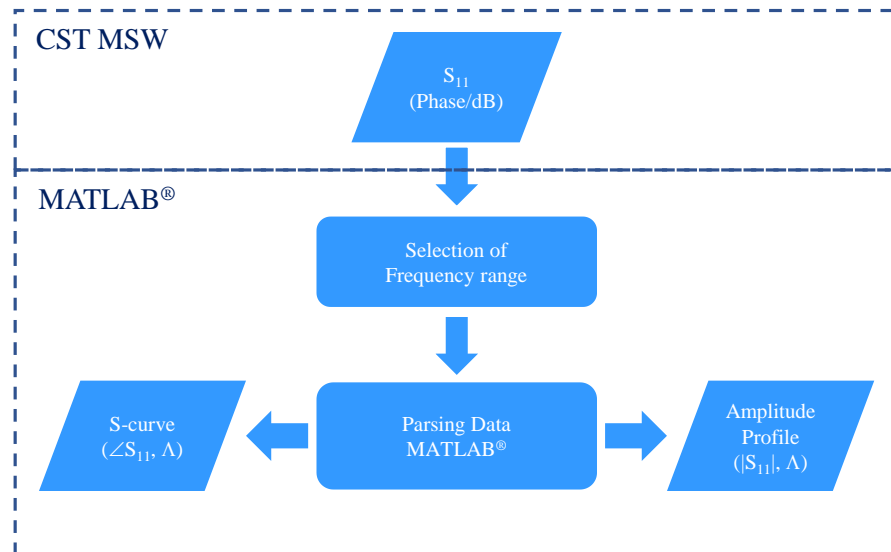 CST MSW
S₁₁
(Phase/dB)
MATLAB®
Selection of
Frequency range
S-curve
(∠S₁₁, Λ)
Parsing Data
MATLAB®
Amplitude
Profile
(|S₁₁|, Λ)